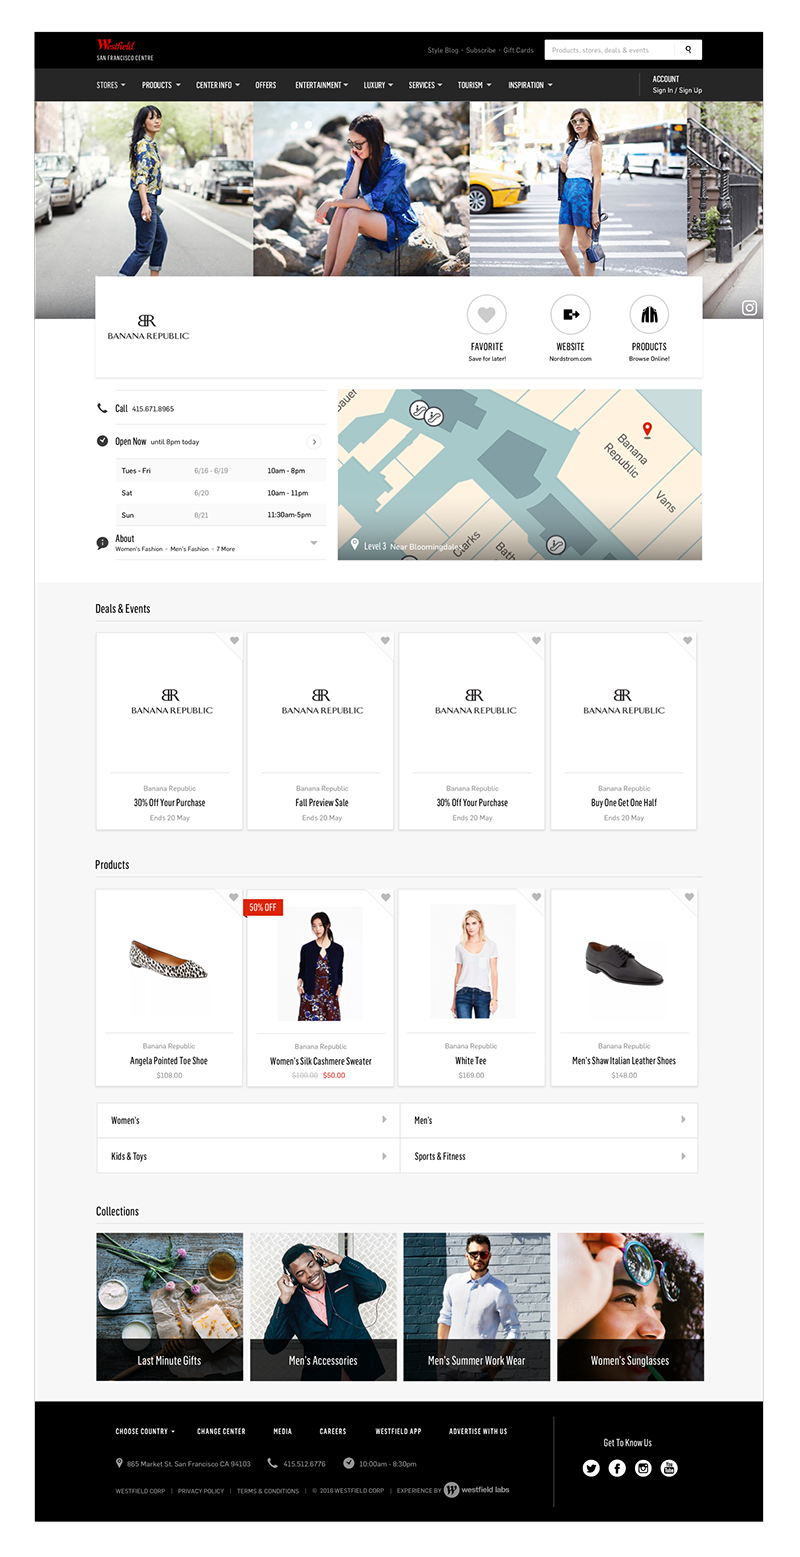 Westfield
SAN FRANCISCO CENTRE
Style Blog • Subscribe • Gift Cards
Products, stores, deals & events
STORES PRODUCTS CENTER INFO OFFERS ENTERTAINMENT LUXURY SERVICES TOURISM INSPIRATION
ACCOUNT
Sign In / Sign Up
BR
BANANA REPUBLIC
FAVORITE
Save for later!
WEBSITE
Nordstrom.com
PRODUCTS
Browse Online!
Call 415.671.8965
Open Now until 8pm today
Tues - Fri 6/16 - 6/19 10am - 8pm
Sat 6/20 10am - 11pm
Sun 6/21 11:30am-5pm
About
Women's Fashion • Men's Fashion • 7 More
Banana
Republic
Vans
Level 3 Near Bloomingdales
Deals & Events
BR
BANANA REPUBLIC
Banana Republic
30% Off Your Purchase
Ends 20 May
BR
BANANA REPUBLIC
Banana Republic
Fall Preview Sale
Ends 20 May
BR
BANANA REPUBLIC
Banana Republic
30% Off Your Purchase
Ends 20 May
BR
BANANA REPUBLIC
Banana Republic
Buy One Get One Half
Ends 20 May
Products
Banana Republic
Angela Pointed Toe Shoe
$108.00
50% OFF
Banana Republic
Women's Silk Cashmere Sweater
$100.00 $50.00
Banana Republic
White Tee
$169.00
Banana Republic
Men's Shaw Italian Leather Shoes
$148.00
Women's
Men's
Kids & Toys
Sports & Fitness
Collections
Last Minute Gifts
Men's Accessories
Men's Summer Work Wear
Women's Sunglasses
CHOOSE COUNTRY CHANGE CENTER MEDIA CAREERS WESTFIELD APP ADVERTISE WITH US
865 Market St. San Francisco CA 94103 415.512.6776 10:00am - 8:30pm
WESTFIELD CORP | PRIVACY POLICY | TERMS & CONDITIONS | © 2016 WESTFIELD CORP | EXPERIENCE BY westfield labs
Get To Know Us